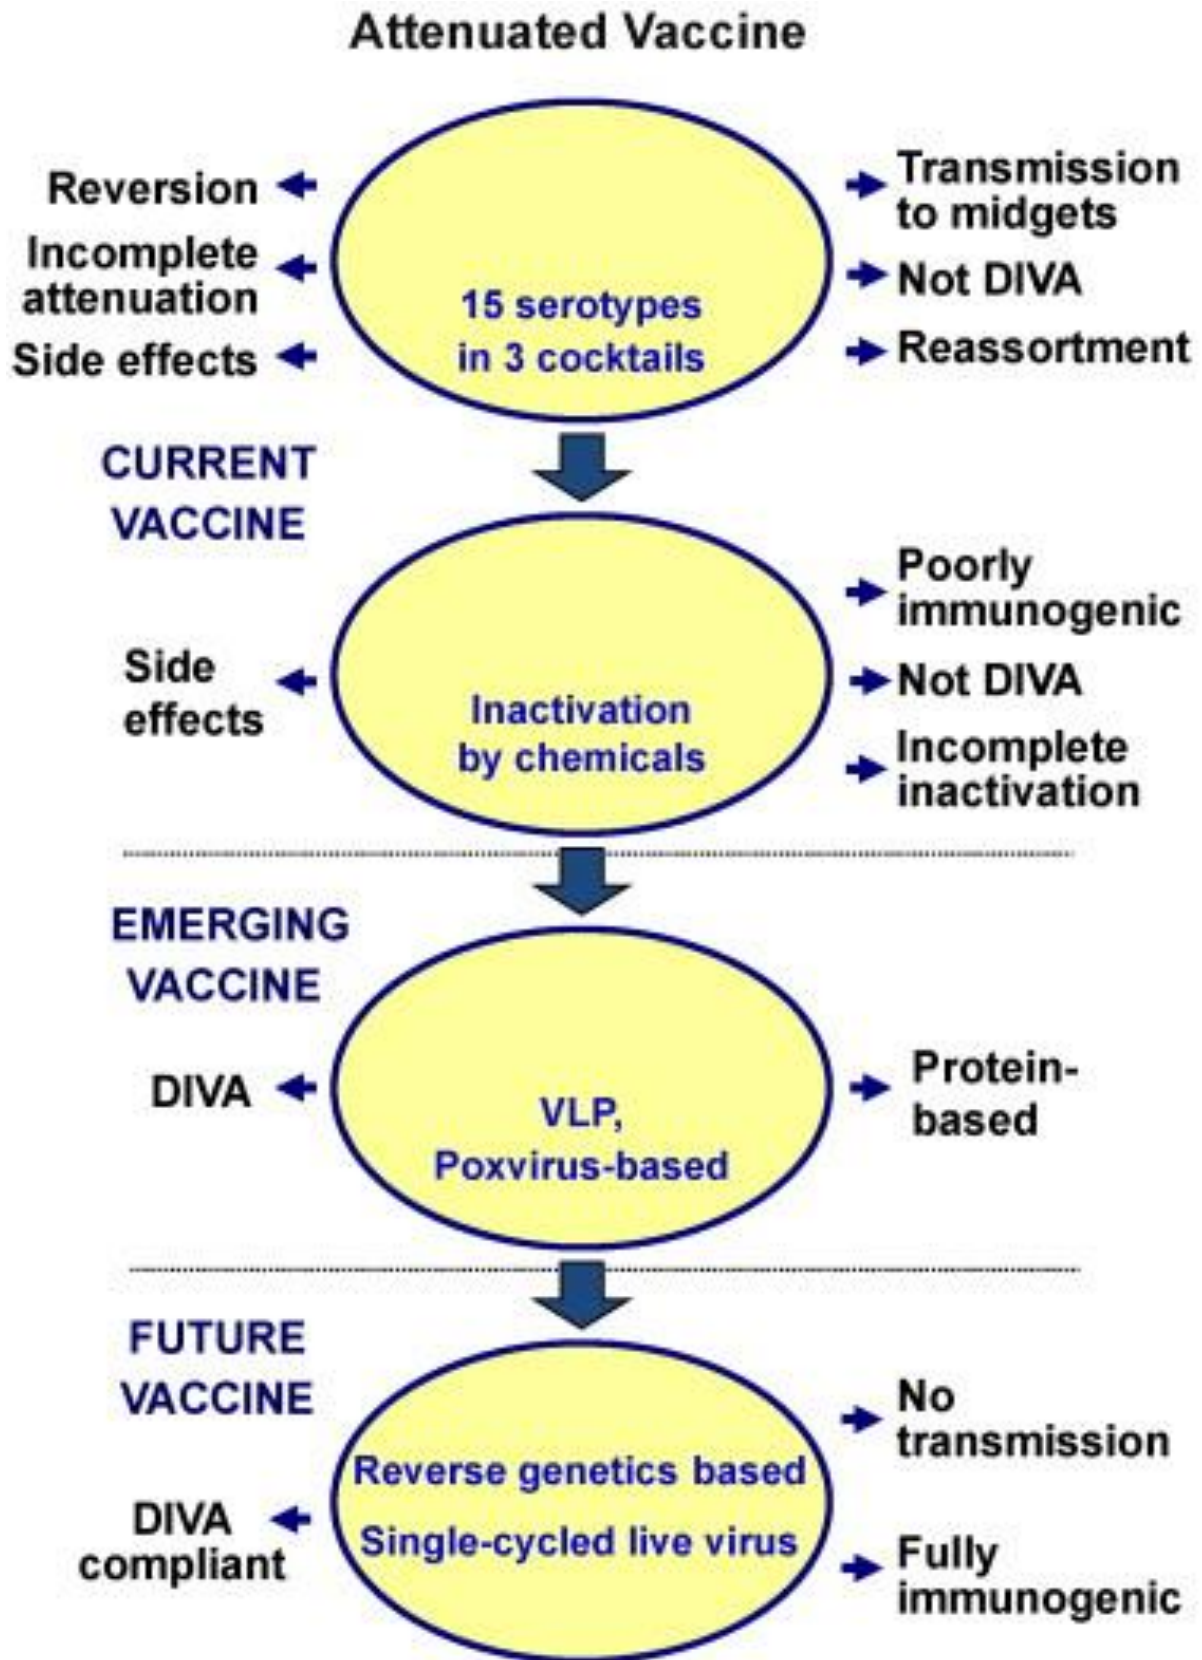 Attenuated Vaccine
Reversion
Incomplete
attenuation
Side effects
15 serotypes
in 3 cocktails
Transmission
to midgets
Not DIVA
Reassortment
CURRENT
VACCINE
Side
effects
Inactivation
by chemicals
Poorly
immunogenic
Not DIVA
Incomplete
inactivation
EMERGING
VACCINE
DIVA
VLP,
Poxvirus-based
Protein-
based
FUTURE
VACCINE
DIVA
compliant
Reverse genetics based
Single-cycled live virus
No
transmission
Fully
immunogenic